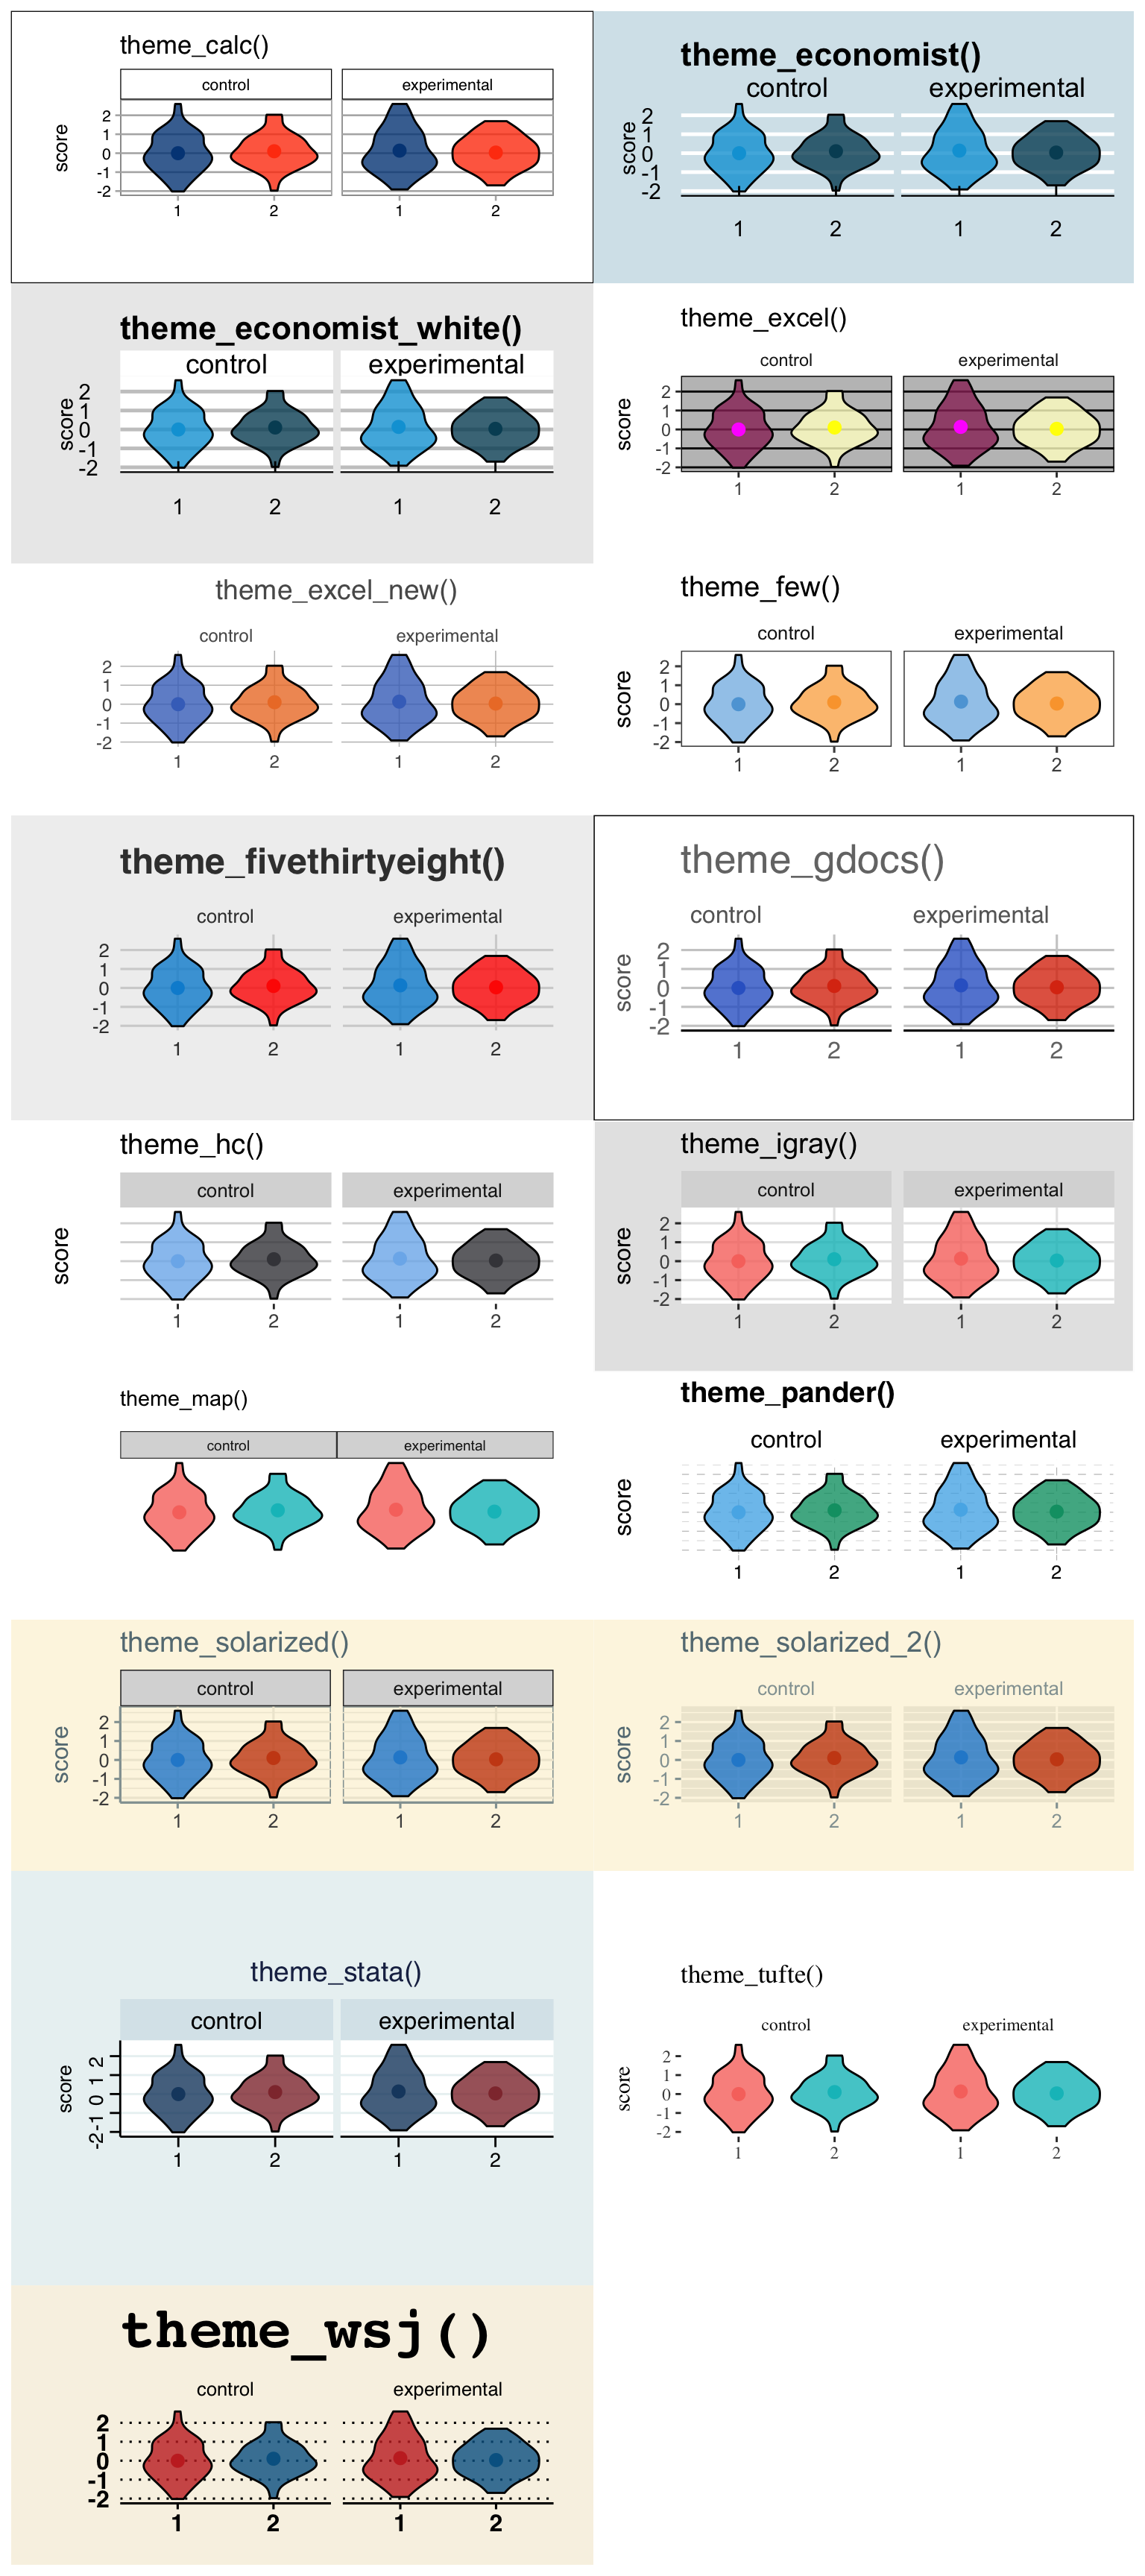 theme_calc()
control experimental
score
2
1
0
-1
-2
1 2 1 2
theme_economist()
control experimental
score
2
1
0
-1
-2
1 2 1 2
theme_economist_white()
control experimental
score
2
1
0
-1
-2
1 2 1 2
theme_excel()
control experimental
score
2
1
0
-1
-2
1 2 1 2
theme_excel_new()
control experimental
2
1
0
-1
-2
1 2 1 2
theme_few()
control experimental
score
2
1
0
-1
-2
1 2 1 2
theme_fivethirtyeight()
control experimental
2
1
0
-1
-2
1 2 1 2
theme_gdocs()
control experimental
score
2
1
0
-1
-2
1 2 1 2
theme_hc()
control experimental
score
1 2 1 2
theme_igray()
control experimental
score
2
1
0
-1
-2
1 2 1 2
theme_map()
control experimental
theme_pander()
control experimental
score
1 2 1 2
theme_solarized()
control experimental
score
2
1
0
-1
-2
1 2 1 2
theme_solarized_2()
control experimental
score
2
1
0
-1
-2
1 2 1 2
theme_stata()
control experimental
score
-2 -1 0 1 2
1 2 1 2
theme_tufte()
control experimental
score
2
1
0
-1
-2
1 2 1 2
theme_wsj()
control experimental
2
1
0
-1
-2
1 2 1 2